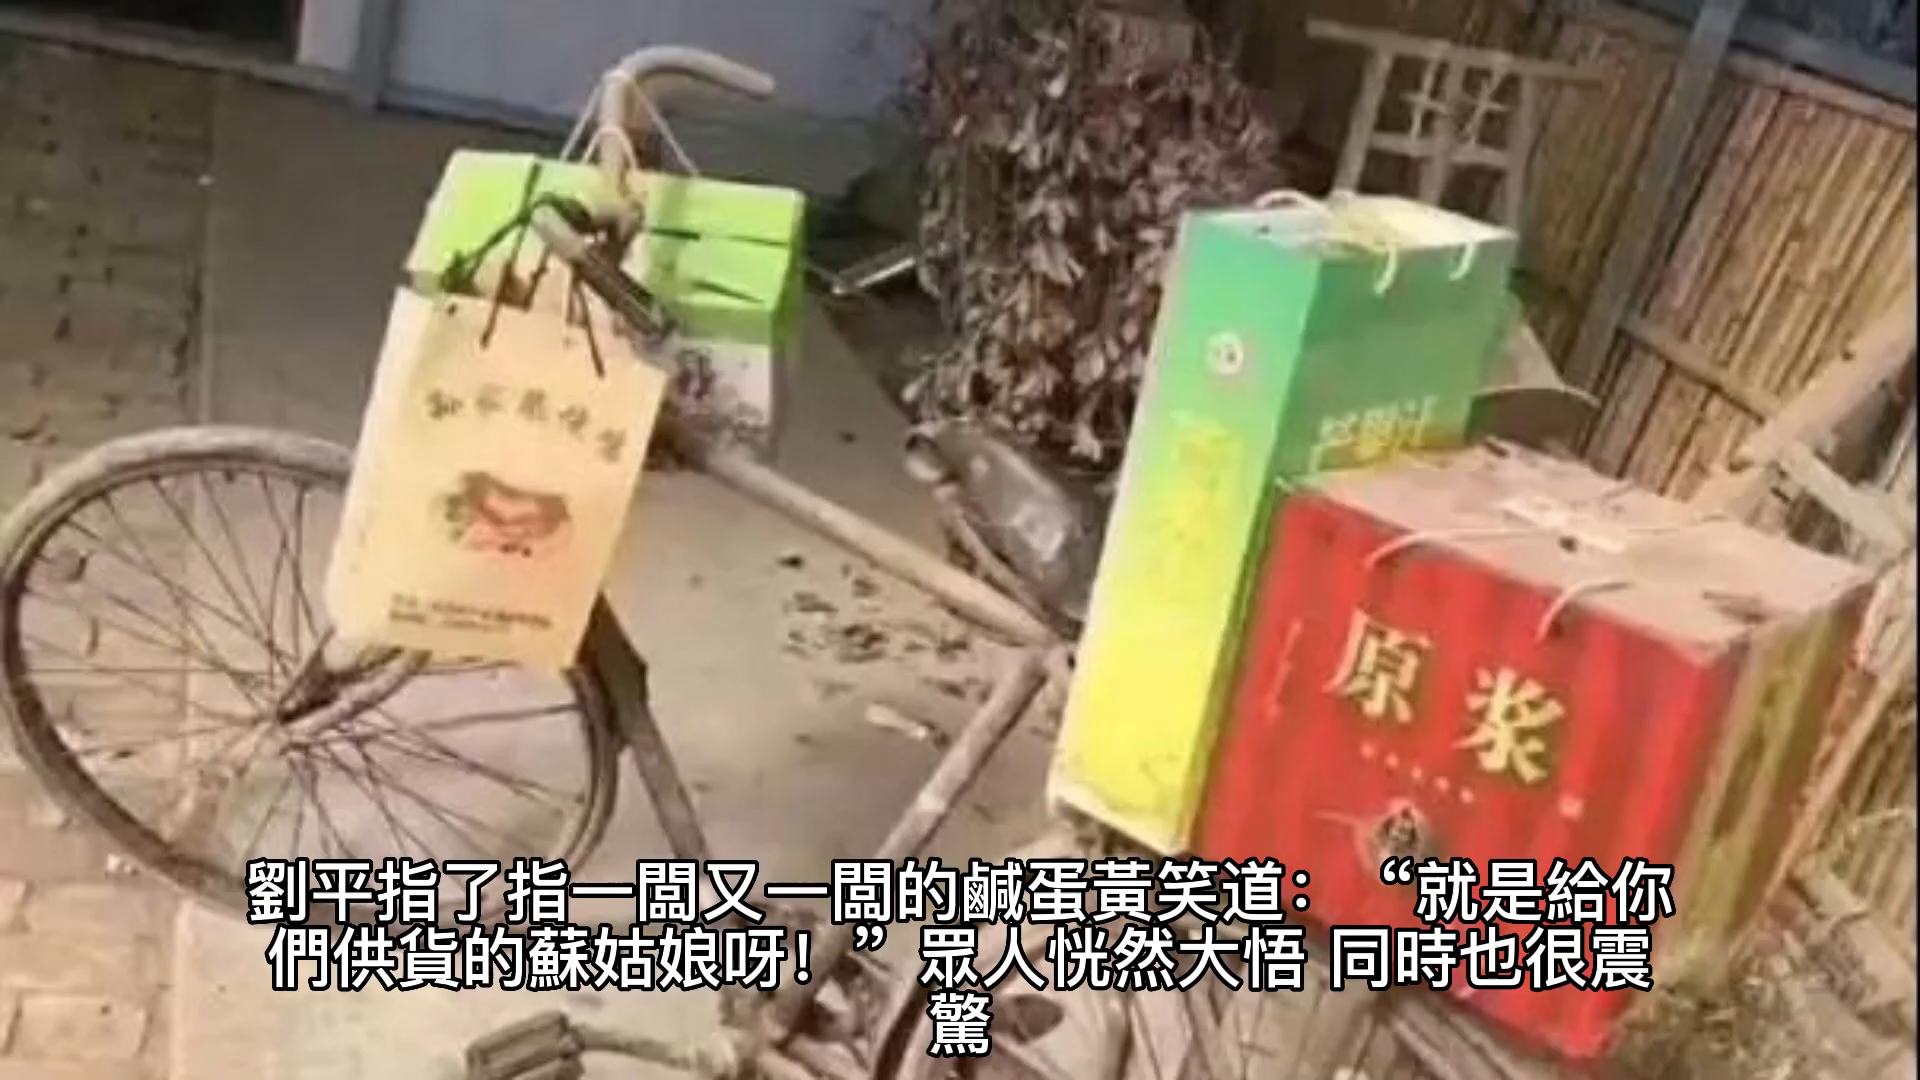 原浆
劉平指了指一閭又一閭的鹹蛋黃笑道：“就是給你
們供貨的蘇姑娘呀！”眾人恍然大悟 同時也很震
驚